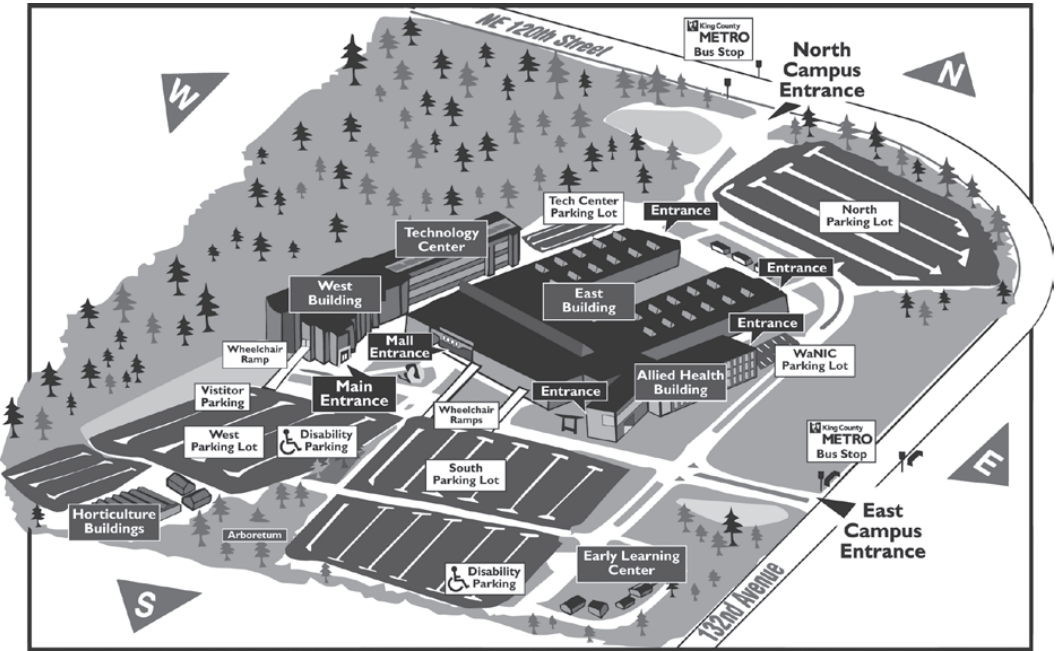 NE 120th Street
King County
METRO
Bus Stop
North
Campus
Entrance
N
W
Tech Center
Parking Lot
Entrance
North
Parking Lot
Technology
Center
Entrance
West
Building
East
Building
Entrance
Mall
Entrance
Wheelchair
Ramp
WaNIC
Parking Lot
Allied Health
Building
Main
Entrance
Entrance
Vistitor
Parking
Wheelchair
Ramps
King County
METRO
Bus Stop
West
Parking Lot
Disability
Parking
E
South
Parking Lot
East
Campus
Entrance
Horticulture
Buildings
Arboretum
Early Learning
Center
Disability
Parking
S
132nd Avenue